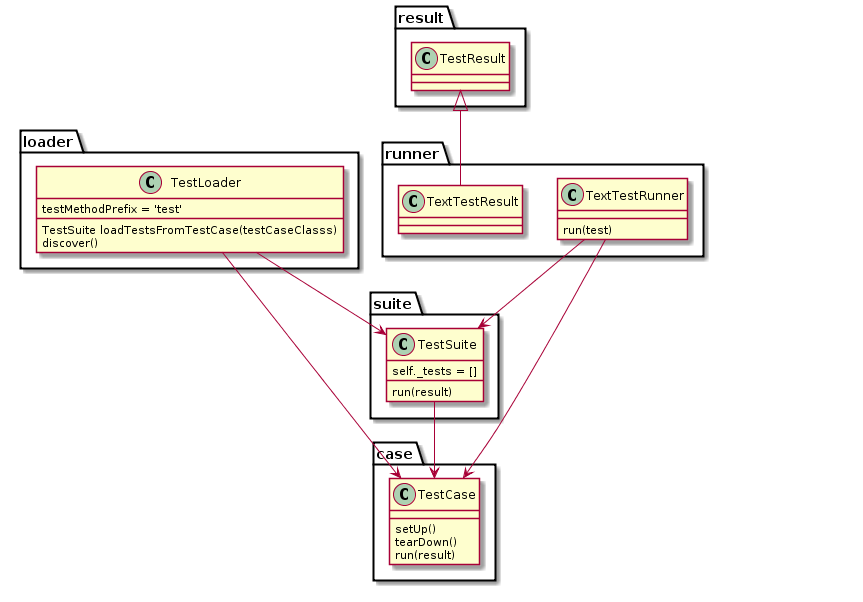 result
C TestResult
loader
C TestLoader
testMethodPrefix = 'test'
TestSuite loadTestsFromTestCase(testCaseClasss)
discover()
runner
C TextTestResult
C TextTestRunner
run(test)
suite
C TestSuite
self._tests = []
run(result)
case
C TestCase
setUp()
tearDown()
run(result)